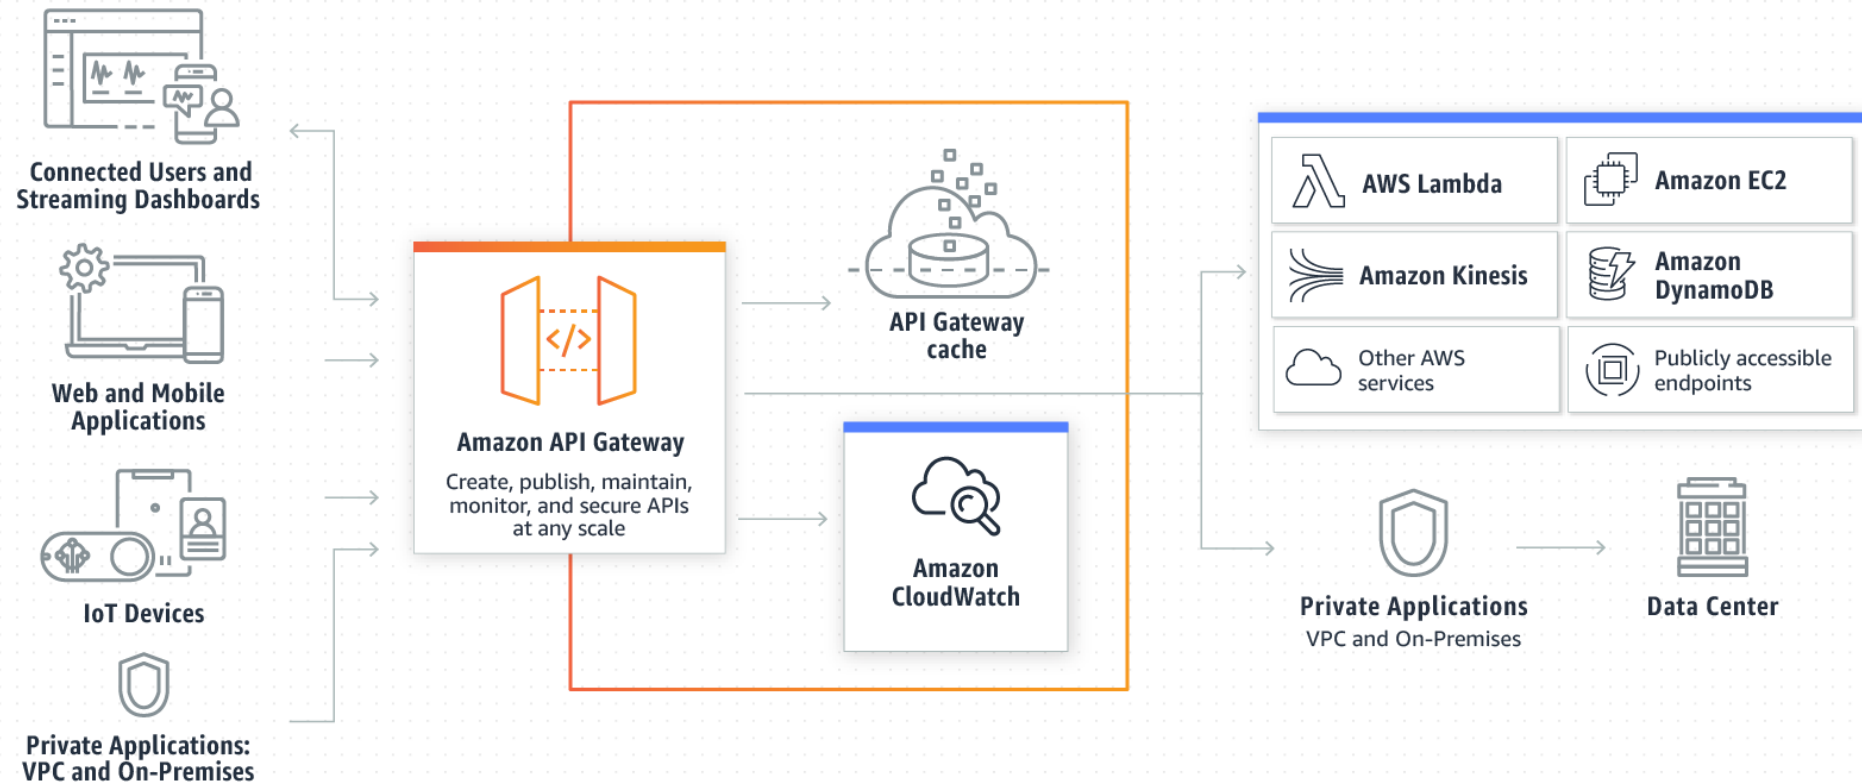 Connected Users and
Streaming Dashboards
Web and Mobile
Applications
IoT Devices
Private Applications:
VPC and On-Premises
</>
Amazon API Gateway
Create, publish, maintain,
monitor, and secure APIs
at any scale
API Gateway
cache
Amazon
CloudWatch
AWS Lambda
Amazon EC2
Amazon Kinesis
Amazon
DynamoDB
Other AWS
services
Publicly accessible
endpoints
Private Applications
VPC and On-Premises
Data Center